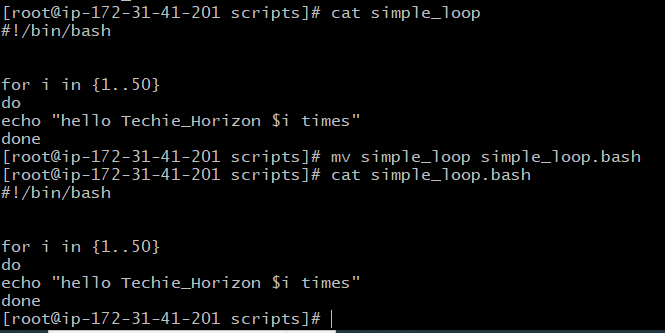 [root@ip-172-31-41-201 scripts]# cat simple_loop
#!/bin/bash
for i in {1..50}
do
echo "hello Techie_Horizon $i times"
done
[root@ip-172-31-41-201 scripts]# mv simple_loop simple_loop.bash
[root@ip-172-31-41-201 scripts]# cat simple_loop.bash
#!/bin/bash
for i in {1..50}
do
echo "hello Techie_Horizon $i times"
done
[root@ip-172-31-41-201 scripts]#